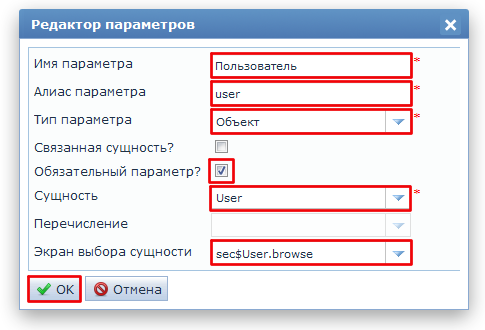 Редактор параметров
Имя параметра Пользователь *
Алиас параметра user *
Тип параметра Объект *
Связанная сущность?
Обязательный параметр?
Сущность User *
Перечисление
Экран выбора сущности sec$User.browse
OK Отмена